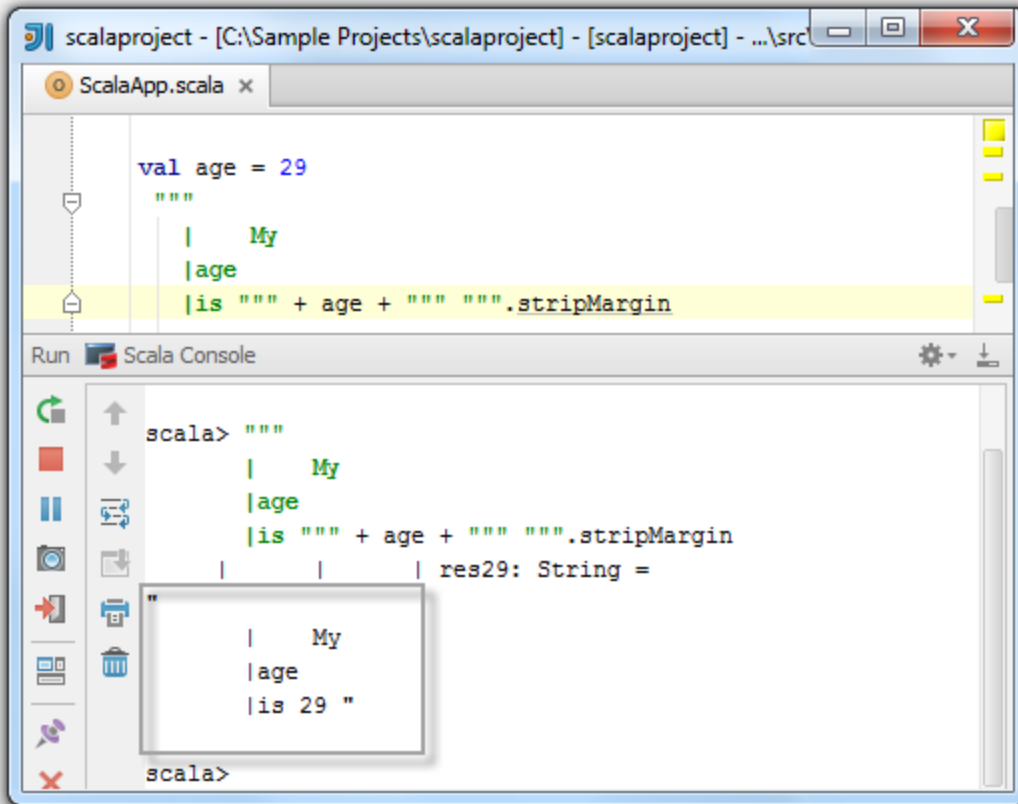 scalaproject - [C:\Sample Projects\scalaproject] - [scalaproject] - ...\src\
ScalaApp.scala
val age = 29
"""
|    My
|age
|is """ + age + """ """.stripMargin
Run Scala Console
scala> """
|    My
|age
|is """ + age + """ """.stripMargin
|      |      | res29: String =
"
|    My
|age
|is 29 "
scala>